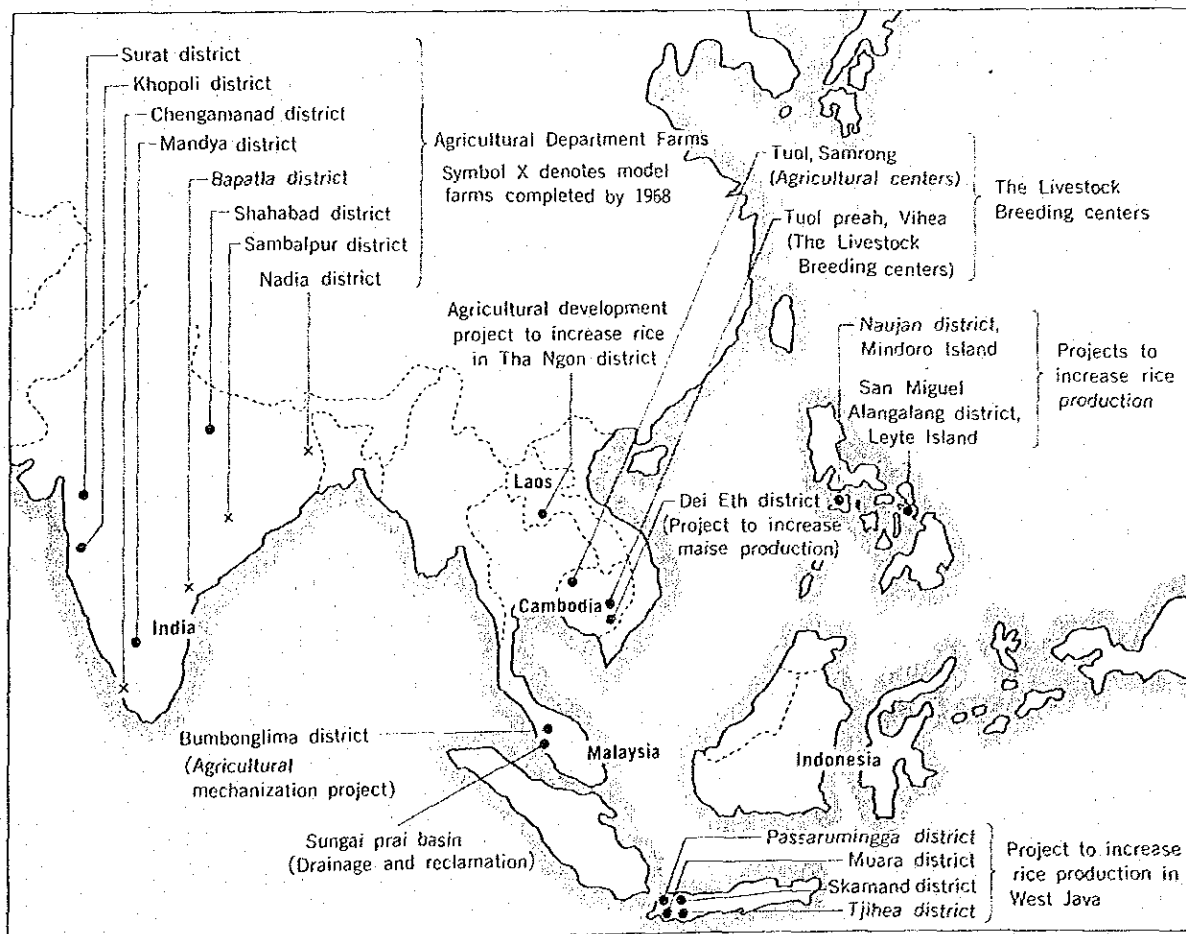 Surat district
Khopoli district
Chengamanad district
Mandya district
Bapatla district
Shahabad district
Sambalpur district
Nadia district
Agricultural Department Farms
Symbol X denotes model
farms completed by 1968
Tuol, Samrong
(Agricultural centers)
Tuol preah, Vihea
(The Livestock
Breeding centers)
The Livestock
Breeding centers
Agricultural development
project to increase rice
in Tha Ngon district
Naujan district,
Mindoro Island
San Miguel
Alangalang district,
Leyte Island
Projects to
increase rice
production
Laos
Dei Eth district
(Project to increase
maise production)
Cambodia
India
Bumbonglima district
(Agricultural
mechanization project)
Malaysia
Indonesia
Sungai prai basin
(Drainage and reclamation)
Passarumingga district
Muara district
Skamand district
Tjihea district
Project to increase
rice production in
West Java